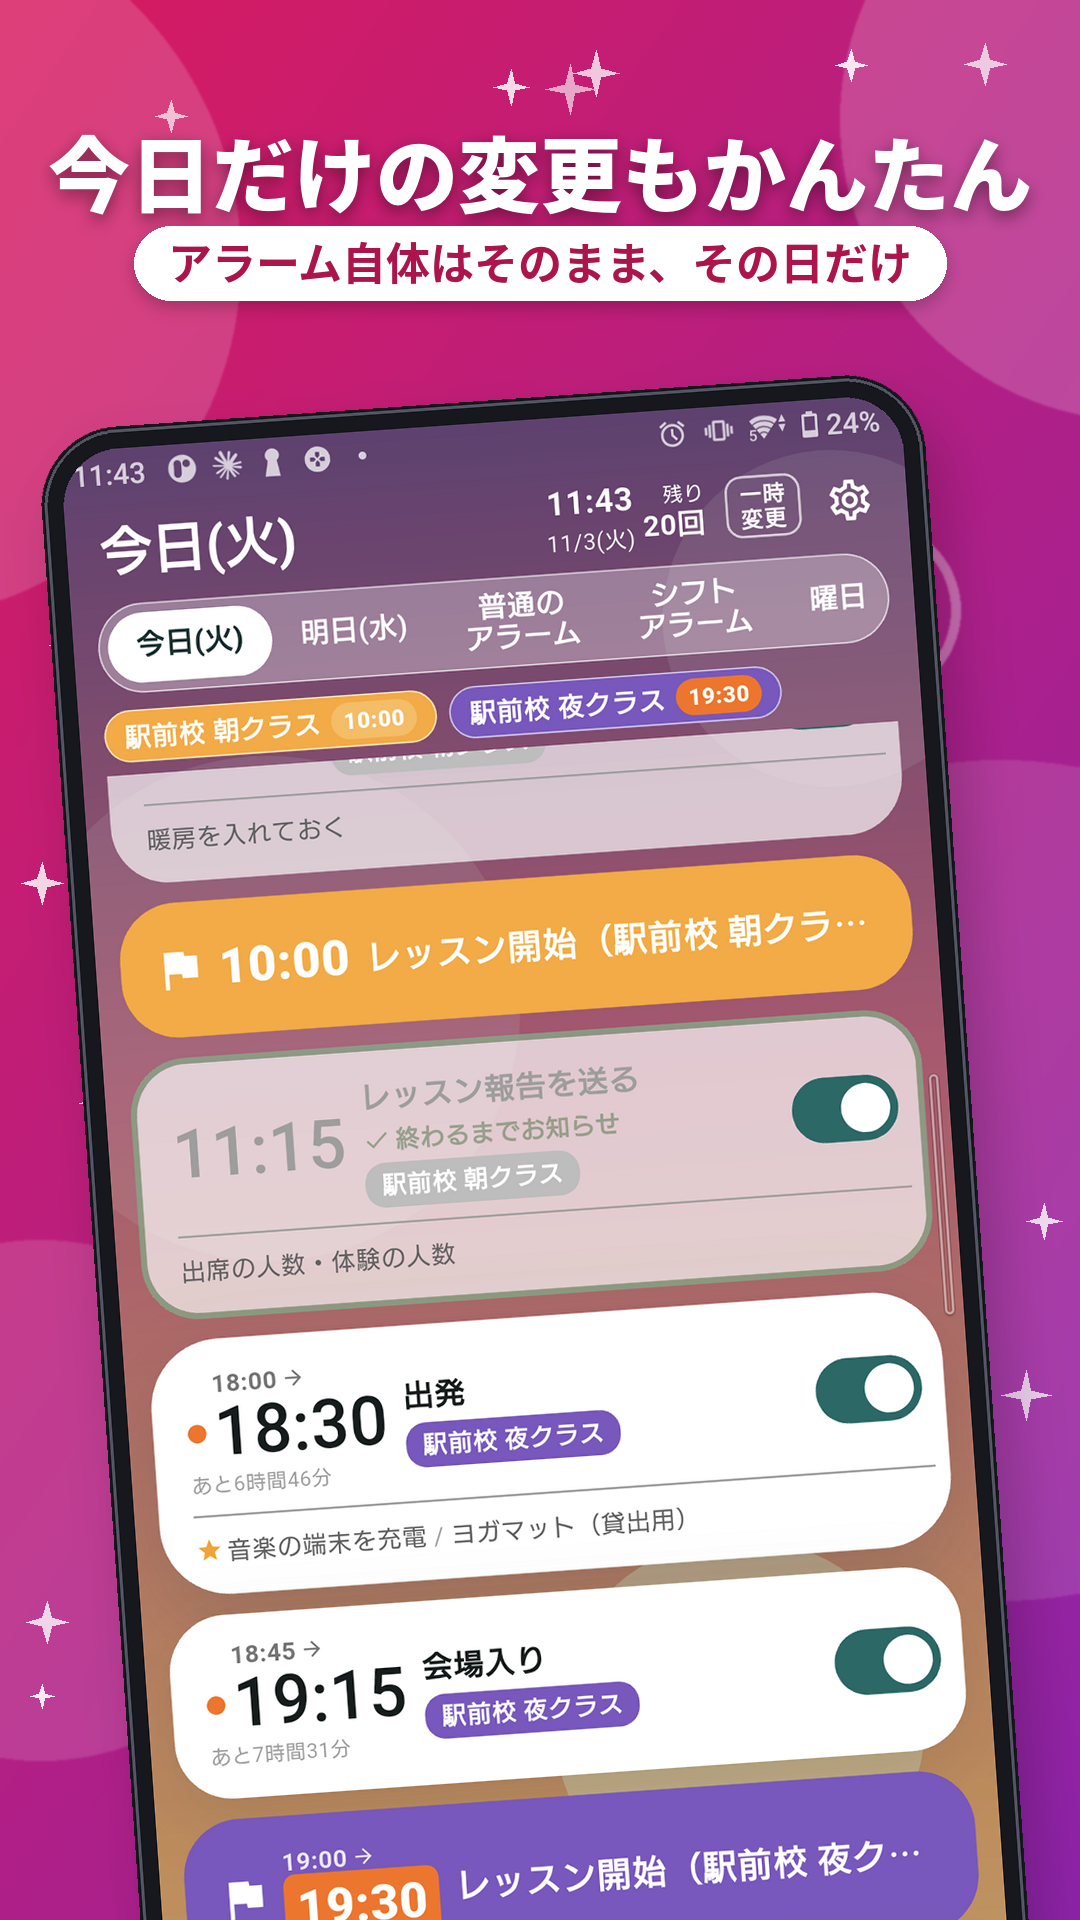 今日だけの変更もかんたん
アラーム自体はそのまま、その日だけ
11:43
5
24%
今日(火)
11:43
11/3(火)
残り
20回
一時
変更
今日(火)
明日(水)
普通の
アラーム
シフト
アラーム
曜日
駅前校 朝クラス 10:00
駅前校 夜クラス 19:30
暖房を入れておく
10:00 レッスン開始（駅前校 朝クラ…
11:15
レッスン報告を送る
✓ 終わるまでお知らせ
駅前校 朝クラス
出席の人数・体験の人数
18:00 →
18:30
あと6時間46分
出発
駅前校 夜クラス
★ 音楽の端末を充電 / ヨガマット（貸出用）
18:45 →
19:15
あと7時間31分
会場入り
駅前校 夜クラス
19:00 →
19:30
レッスン開始（駅前校 夜ク…